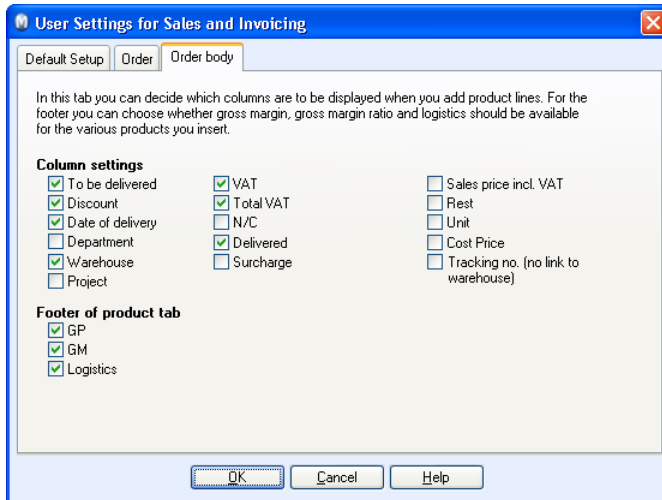 User Settings for Sales and Invoicing
Default Setup Order Order body
In this tab you can decide which columns are to be displayed when you add product lines. For the
footer you can choose whether gross margin, gross margin ratio and logistics should be available
for the various products you insert.
Column settings
To be delivered VAT Sales price incl. VAT
Discount Total VAT Rest
Date of delivery N/C Unit
Department Delivered Cost Price
Warehouse Surcharge Tracking no. (no link to
warehouse)
Project
Footer of product tab
GP
GM
Logistics
OK Cancel Help